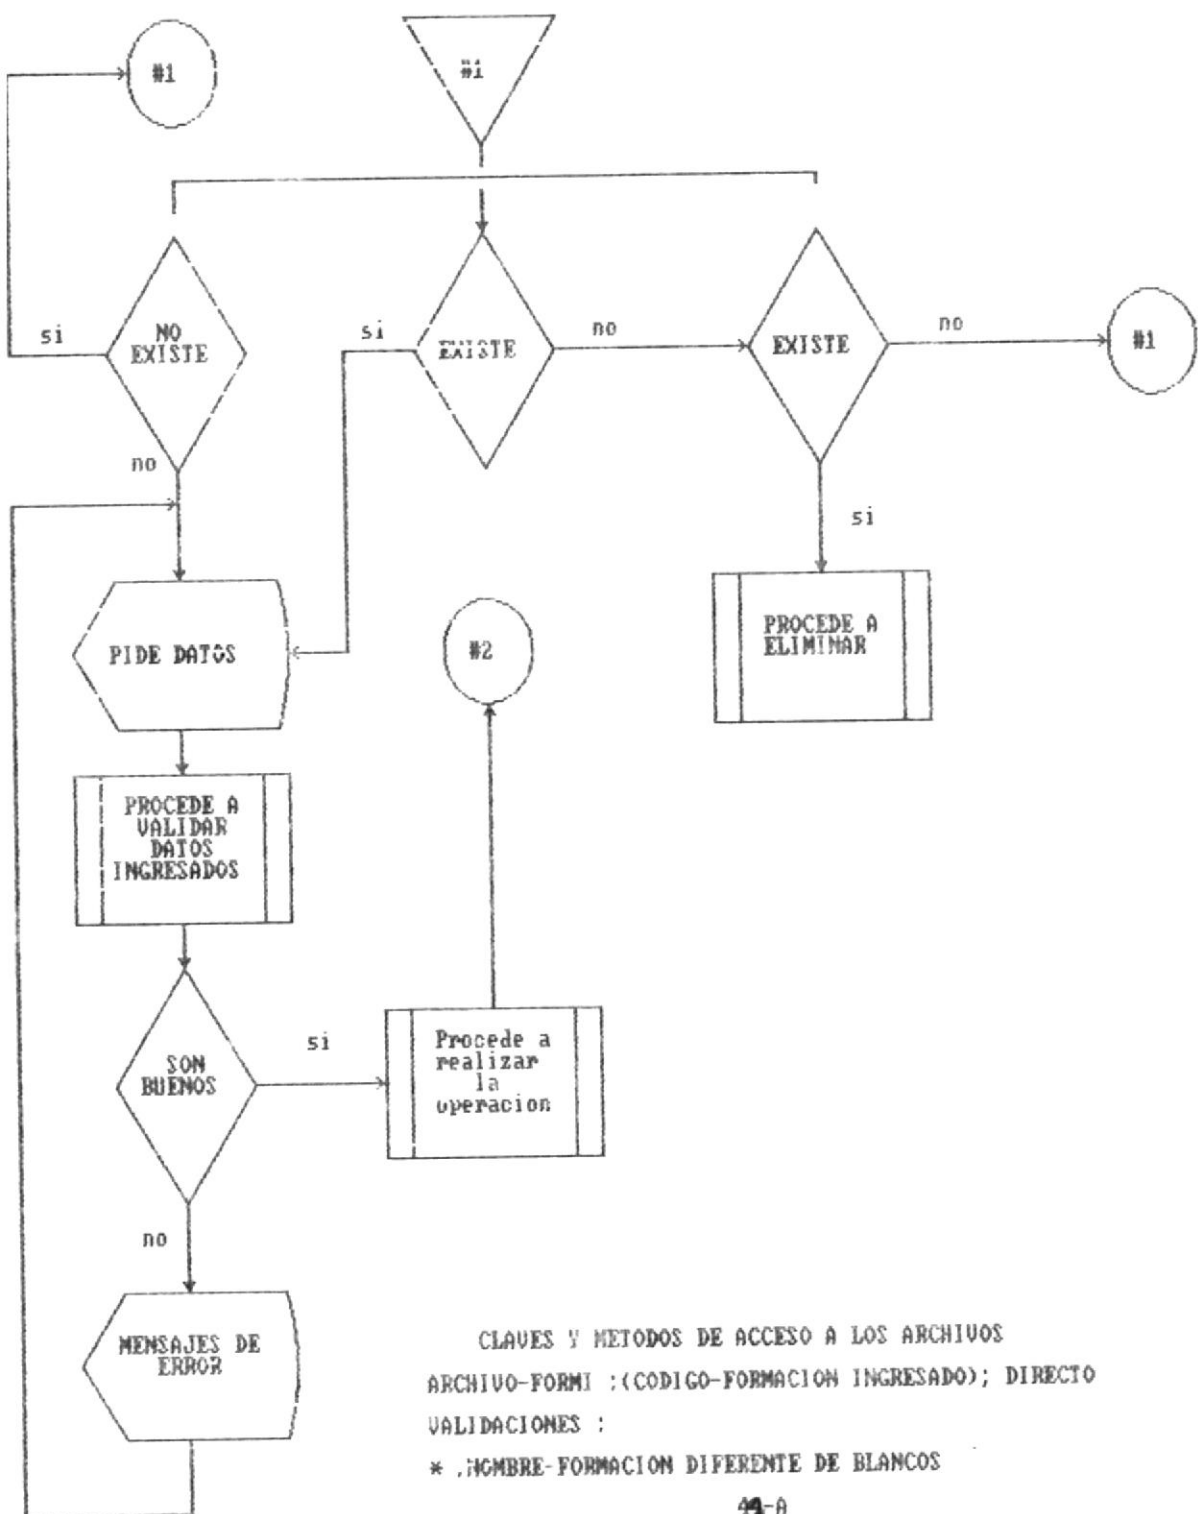 #1
#1
NO
EXISTE
si
no
EXISTE
si
no
EXISTE
no
si
#1
PIDE DATOS
#2
PROCEDE A
ELIMINAR
PROCEDE A
VALIDAR
DATOS
INGRESADOS
SON
BUENOS
si
no
Procede a
realizar
la
operacion
MENSAJES DE
ERROR
CLAVES Y METODOS DE ACCESO A LOS ARCHIVOS
ARCHIVO-FORMI :(CODIGO-FORMACION INGRESADO); DIRECTO
VALIDACIONES :
* .NOMBRE-FORMACION DIFERENTE DE BLANCOS